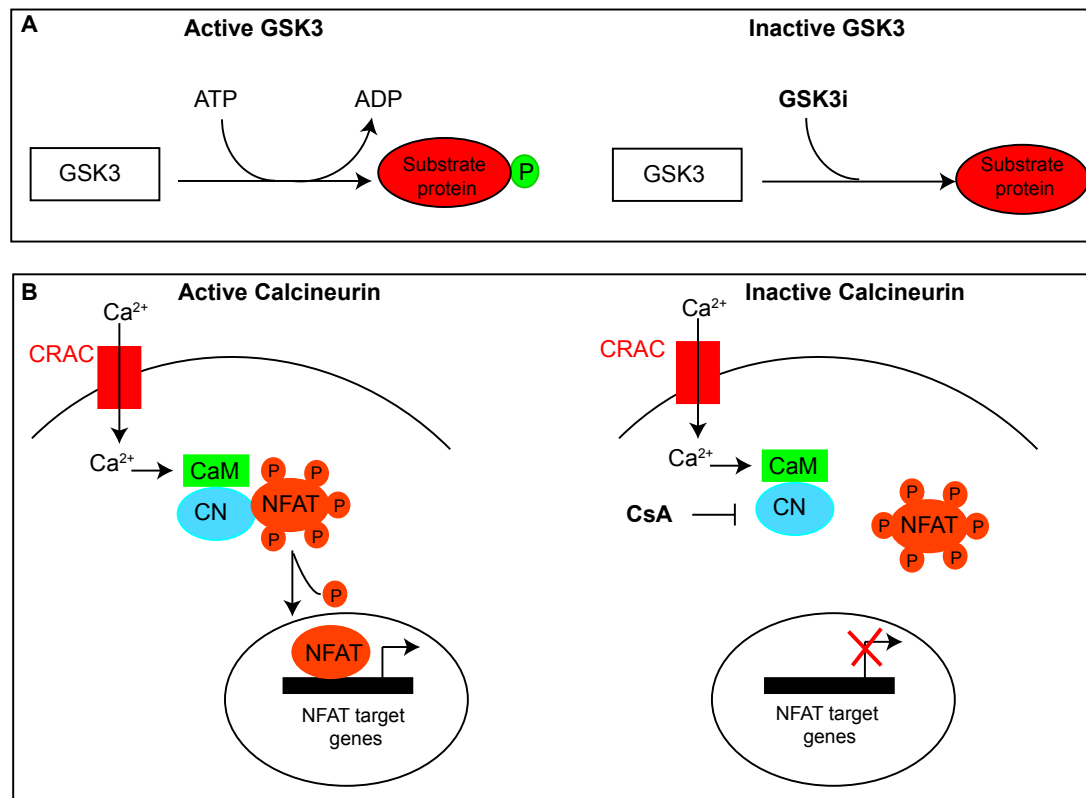 A
Active GSK3
Inactive GSK3
ATP
ADP
GSK3i
GSK3
Substrate
protein
P
GSK3
Substrate
protein
B
Active Calcineurin
Inactive Calcineurin
Ca²⁺
CRAC
Ca²⁺
CaM
CN
NFAT
P
P
P
P
P
P
P
NFAT
NFAT target
genes
Ca²⁺
CRAC
Ca²⁺
CaM
CsA
CN
NFAT
P
P
P
P
P
P
NFAT target
genes